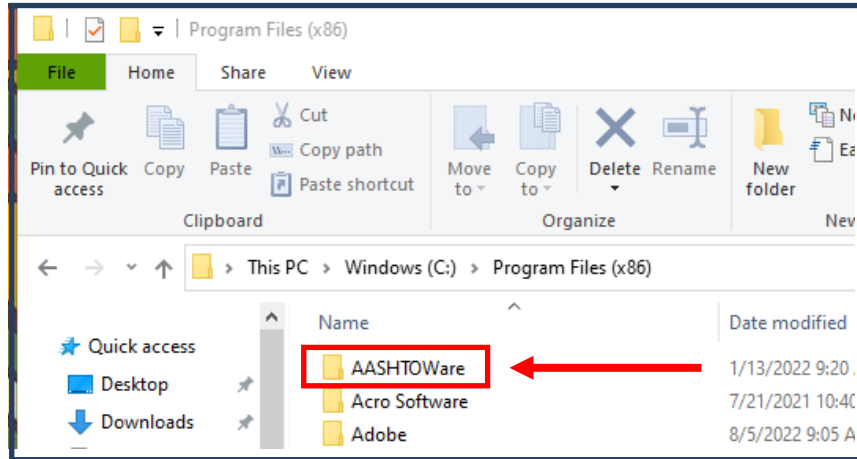 Program Files (x86)
File Home Share View
Pin to Quick access
Copy
Paste
Cut
Copy path
Paste shortcut
Move to
Copy to
Delete
Rename
New folder
Clipboard
Organize
New
This PC > Windows (C:) > Program Files (x86)
Name Date modified
Quick access
Desktop
Downloads
AASHTOWare 1/13/2022 9:20
Acro Software 7/21/2021 10:40
Adobe 8/5/2022 9:05 A